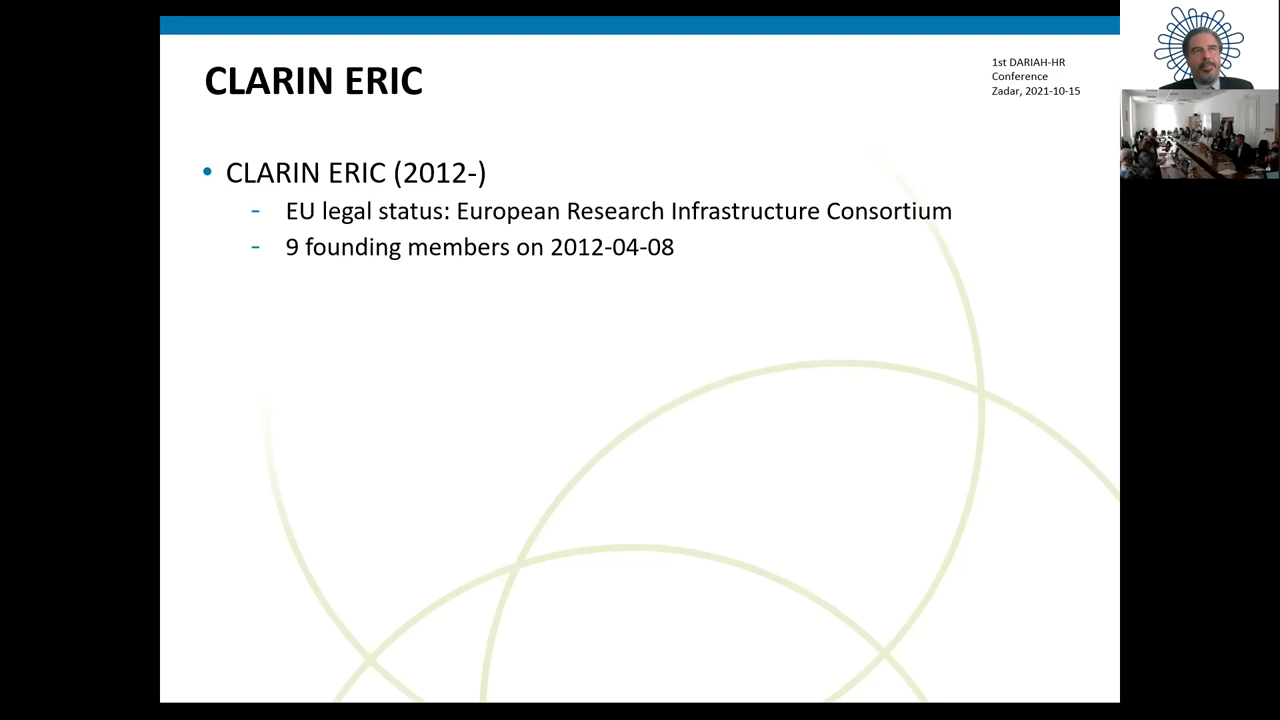 CLARIN ERIC
1st DARIAH-HR
Conference
Zadar, 2021-10-15
• CLARIN ERIC (2012-)
- EU legal status: European Research Infrastructure Consortium
- 9 founding members on 2012-04-08